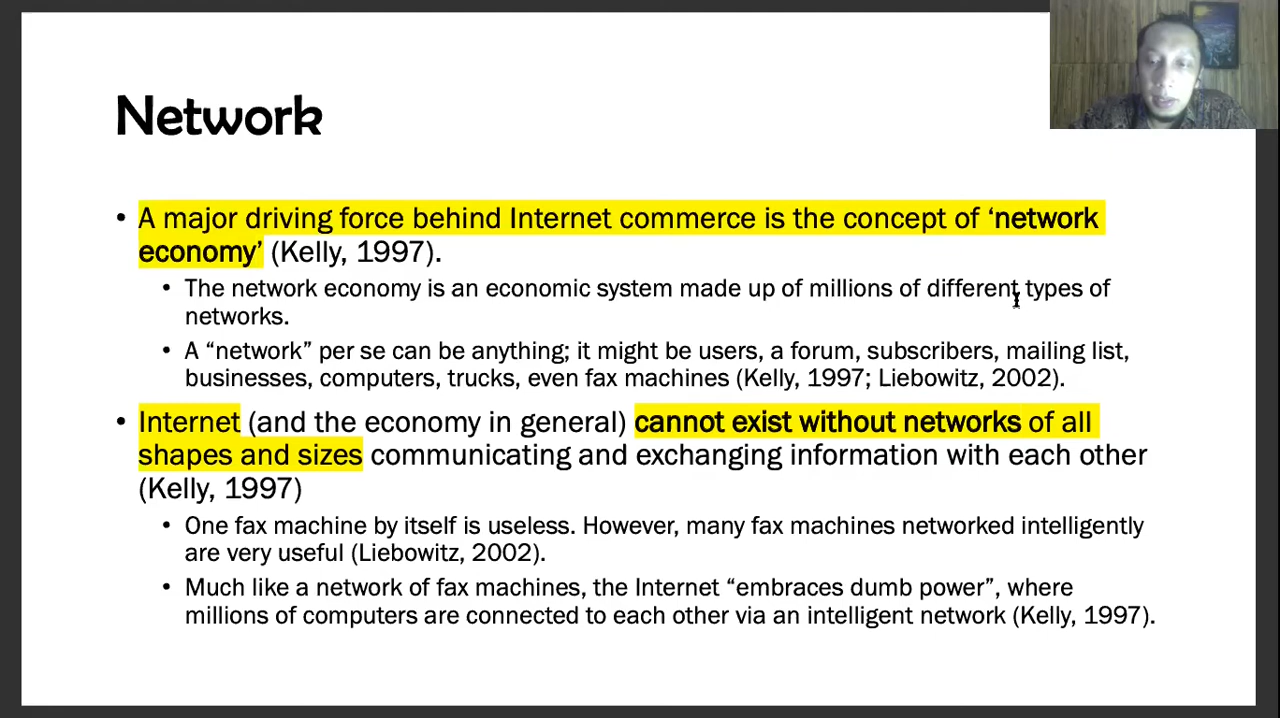 Network
• A major driving force behind Internet commerce is the concept of ‘network
economy’ (Kelly, 1997).
• The network economy is an economic system made up of millions of different types of
networks.
• A “network” per se can be anything; it might be users, a forum, subscribers, mailing list,
businesses, computers, trucks, even fax machines (Kelly, 1997; Liebowitz, 2002).
• Internet (and the economy in general) cannot exist without networks of all
shapes and sizes communicating and exchanging information with each other
(Kelly, 1997)
• One fax machine by itself is useless. However, many fax machines networked intelligently
are very useful (Liebowitz, 2002).
• Much like a network of fax machines, the Internet “embraces dumb power”, where
millions of computers are connected to each other via an intelligent network (Kelly, 1997).